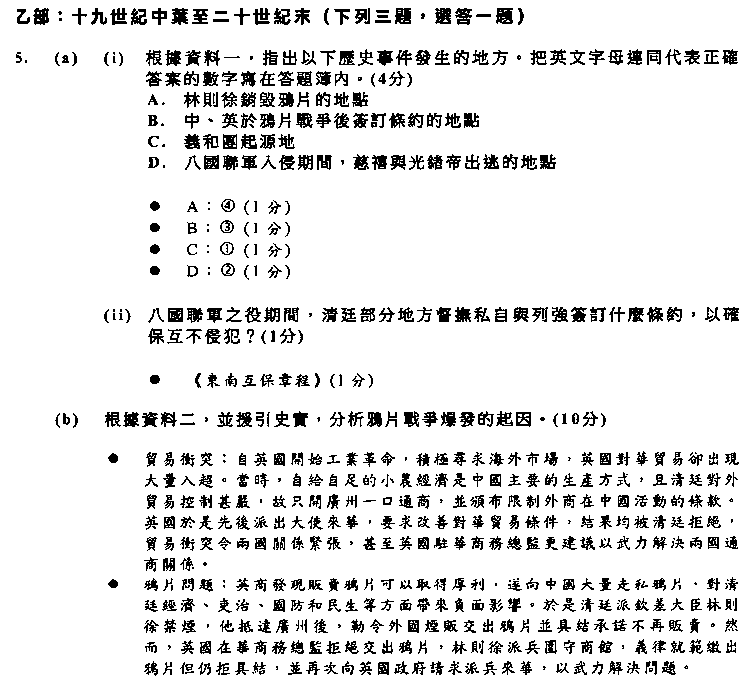 乙部：十九世紀中葉至二十世紀末（下列三題，選答一題）
5. (a) (i) 根據資料一，指出以下歷史事件發生的地方。把英文字母連同代表正確
答案的數字寫在答題簿內。(4分)
A. 林則徐銷毀鴉片的地點
B. 中、英於鴉片戰爭後簽訂條約的地點
C. 義和團起源地
D. 八國聯軍入侵期間，慈禧與光緒帝出逃的地點
● A：④ (1 分)
● B：③ (1 分)
● C：① (1 分)
● D：② (1 分)
(ii) 八國聯軍之役期間，清廷部分地方督撫私自與列強簽訂什麼條約，以確
保互不侵犯？(1分)
● 《東南互保章程》(1 分)
(b) 根據資料二，並援引史實，分析鴉片戰爭爆發的起因。(10分)
● 貿易衝突：自英國開始工業革命，積極尋求海外市場，英國對華貿易卻出現
大量入超。當時，自給自足的小農經濟是中國主要的生產方式，且清廷對外
貿易控制甚嚴，故只開廣州一口通商，並頒布限制外商在中國活動的條款。
英國於是先後派出大使來華，要求改善對華貿易條件，結果均被清廷拒絕，
貿易衝突令兩國關係緊張，甚至英國駐華商務總監更建議以武力解決兩國通
商關係。
● 鴉片問題：英商發現販賣鴉片可以取得厚利，遂向中國大量走私鴉片、對清
廷經濟、吏治、國防和民生等方面帶來負面影響。於是清廷派欽差大臣林則
徐禁煙，他抵達廣州後，勒令外國煙販交出鴉片並具結承諾不再販賣。然
而，英國在華商務總監拒絕交出鴉片，林則徐派兵圍守商館，義律就範繳出
鴉片但仍拒具結，並再次向英國政府請求派兵來華，以武力解決問題。